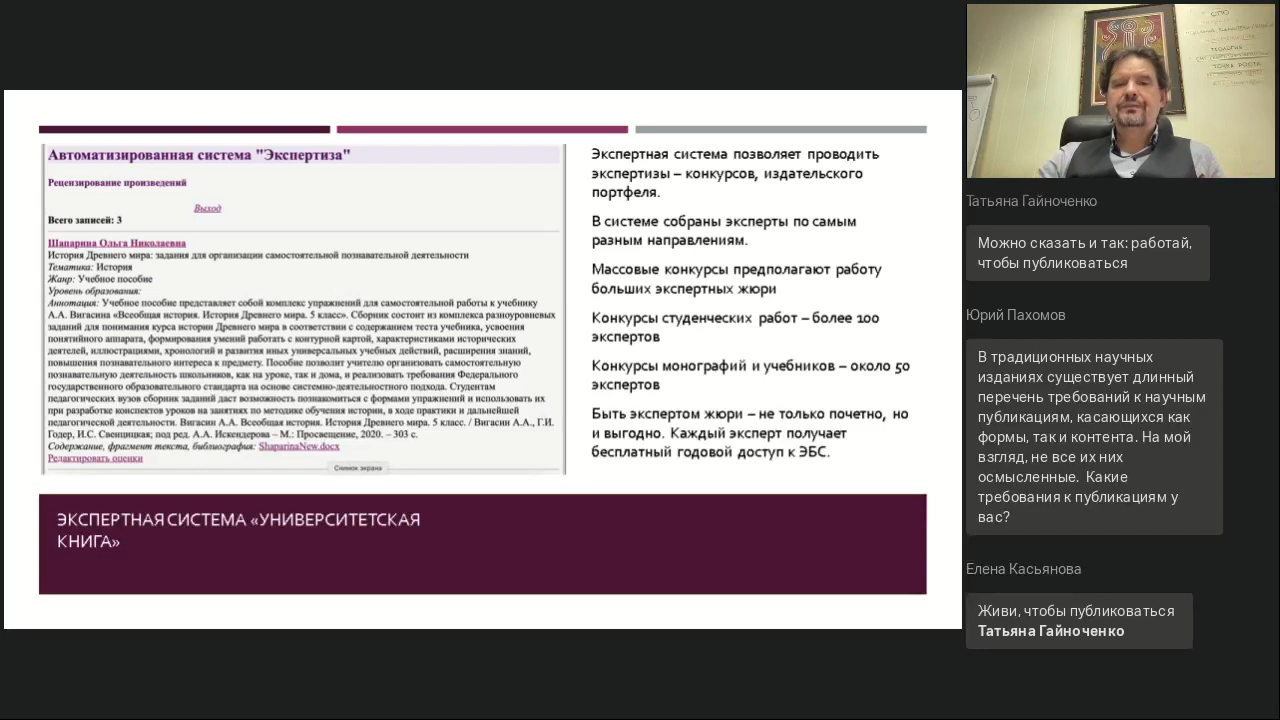 Автоматизированная система "Экспертиза"
Рецензирование произведений
Выход
Всего записей: 3
Шапарина Ольга Николаевна
История Древнего мира: задания для организации самостоятельной познавательной деятельности
Тематика: История
Жанр: Учебное пособие
Уровень образования:
Аннотация: Учебное пособие представляет собой комплекс упражнений для самостоятельной работы к учебнику
А.А. Вигасина «Всеобщая история. История Древнего мира. 5 класс». Сборник состоит из комплекса разноуровневых
заданий для понимания курса истории Древнего мира в соответствии с содержанием теста учебника, усвоения
понятийного аппарата, формирования умений работать с контурной картой, характеристиками исторических
деятелей, иллюстрациями, хронологий и развития иных универсальных учебных действий, расширения знаний,
повышения познавательного интереса к предмету. Пособие позволит учителю организовать самостоятельную
познавательную деятельность школьников, как на уроке, так и дома, и реализовать требования Федерального
государственного образовательного стандарта на основе системно-деятельностного подхода. Студентам
педагогических вузов сборник заданий даст возможность познакомиться с формами упражнений и использовать их
при разработке конспектов уроков на занятиях по методике обучения истории, в ходе практики и дальнейшей
педагогической деятельности. Вигасин А.А. Всеобщая история. История Древнего мира. 5 класс. / Вигасин А.А., Г.И.
Годер, И.С. Свенцицкая; под ред. А.А. Искендерова – М.: Просвещение, 2020. – 303 с.
Содержание, фрагмент текста, библиография: ShaparinaNew.docx
Редактировать оценки
Снимок экрана
Экспертная система позволяет проводить
экспертизы – конкурсов, издательского
портфеля.
В системе собраны эксперты по самым
разным направлениям.
Массовые конкурсы предполагают работу
больших экспертных жюри
Конкурсы студенческих работ – более 100
экспертов
Конкурсы монографий и учебников – около 50
экспертов
Быть экспертом жюри – не только почетно, но
и выгодно. Каждый эксперт получает
бесплатный годовой доступ к ЭБС.
ЭКСПЕРТНАЯ СИСТЕМА «УНИВЕРСИТЕТСКАЯ
КНИГА»
СПО
ТЕОЛОГИЯ
ТОЧКА РОСТА
Татьяна Гайноченко
Можно сказать и так: работай,
чтобы публиковаться
Юрий Пахомов
В традиционных научных
изданиях существует длинный
перечень требований к научным
публикациям, касающихся как
формы, так и контента. На мой
взгляд, не все их них
осмысленные. Какие
требования к публикациям у
вас?
Елена Касьянова
Живи, чтобы публиковаться
Татьяна Гайноченко